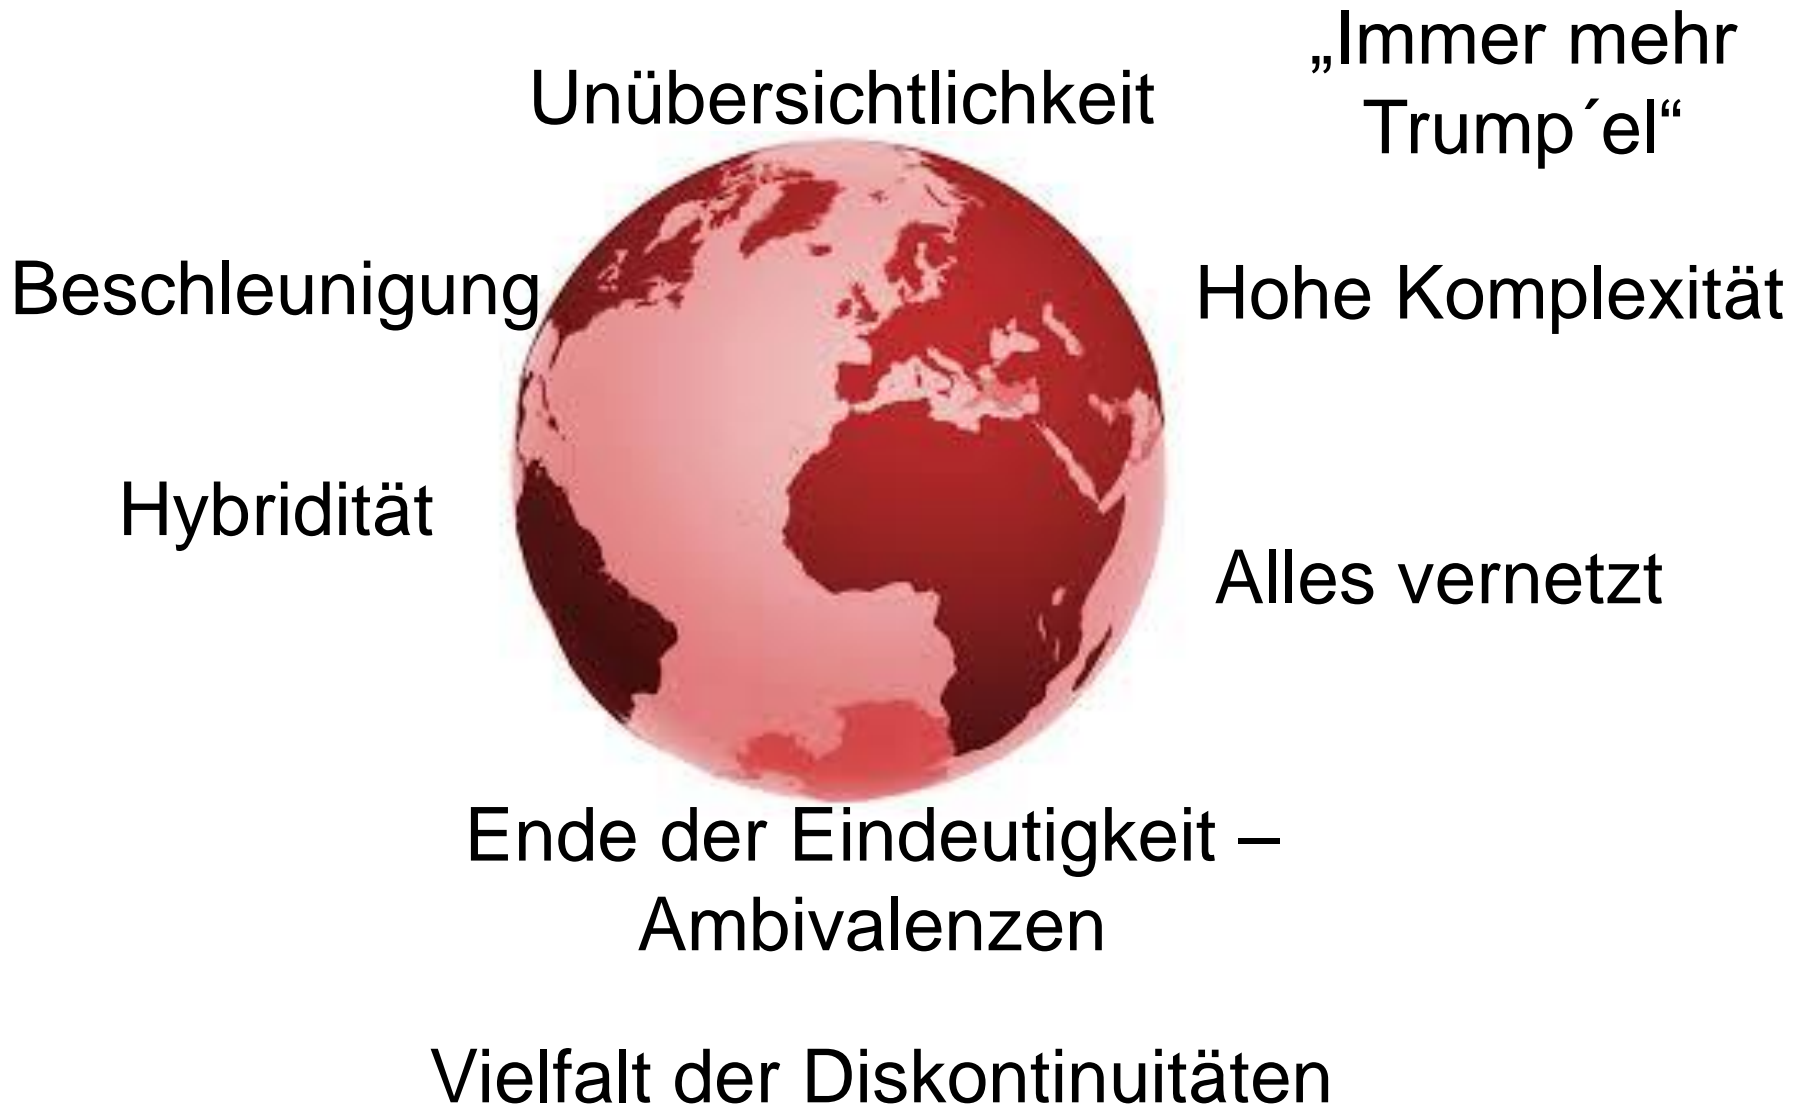 „Immer mehr
Trump´el“
Unübersichtlichkeit
Beschleunigung
Hohe Komplexität
Hybridität
Alles vernetzt
Ende der Eindeutigkeit –
Ambivalenzen
Vielfalt der Diskontinuitäten